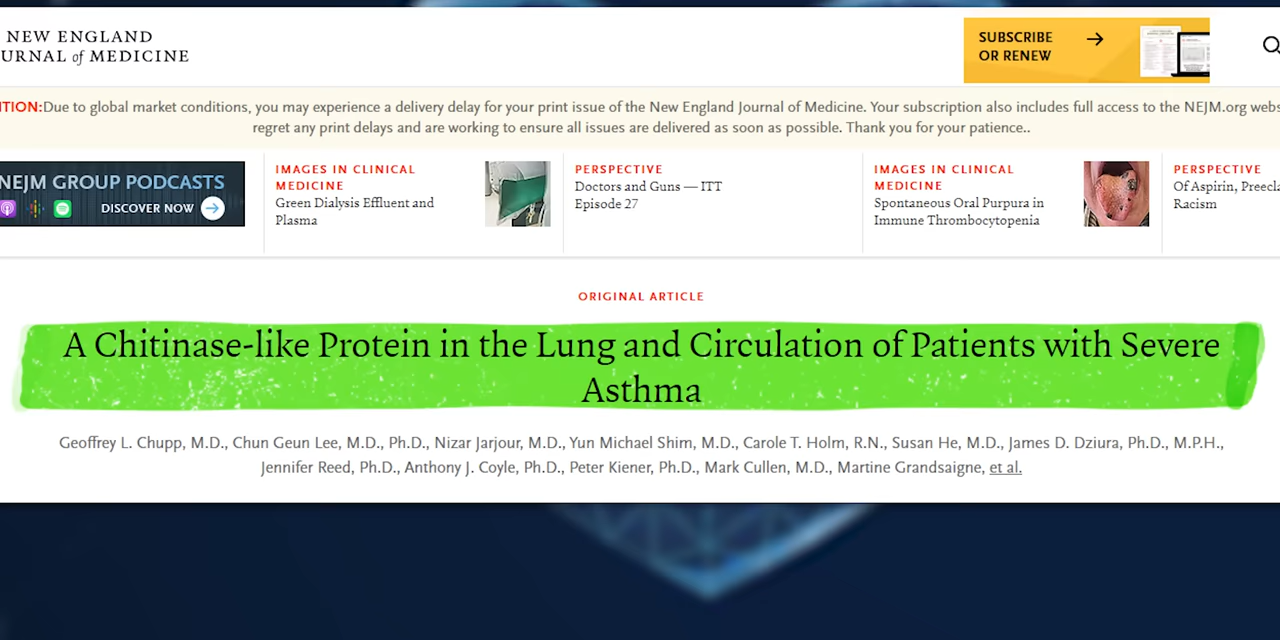 NEW ENGLAND
URNAL of MEDICINE
SUBSCRIBE
OR RENEW
TION:Due to global market conditions, you may experience a delivery delay for your print issue of the New England Journal of Medicine. Your subscription also includes full access to the NEJM.org webs
regret any print delays and are working to ensure all issues are delivered as soon as possible. Thank you for your patience..
NEJM GROUP PODCASTS
DISCOVER NOW
IMAGES IN CLINICAL
MEDICINE
Green Dialysis Effluent and
Plasma
PERSPECTIVE
Doctors and Guns — ITT
Episode 27
IMAGES IN CLINICAL
MEDICINE
Spontaneous Oral Purpura in
Immune Thrombocytopenia
PERSPECTIVE
Of Aspirin, Preecla
Racism
ORIGINAL ARTICLE
A Chitinase-like Protein in the Lung and Circulation of Patients with Severe
Asthma
Geoffrey L. Chupp, M.D., Chun Geun Lee, M.D., Ph.D., Nizar Jarjour, M.D., Yun Michael Shim, M.D., Carole T. Holm, R.N., Susan He, M.D., James D. Dziura, Ph.D., M.P.H.,
Jennifer Reed, Ph.D., Anthony J. Coyle, Ph.D., Peter Kiener, Ph.D., Mark Cullen, M.D., Martine Grandsaigne, et al.